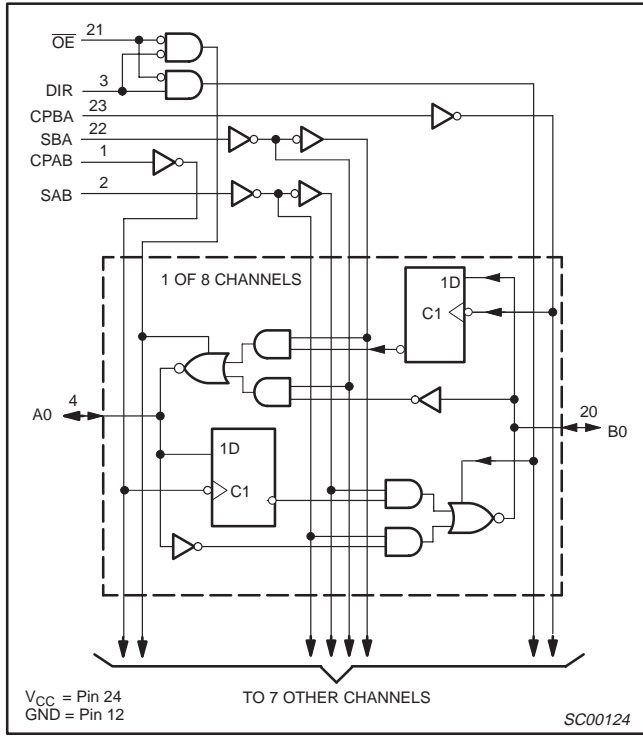 OE 21
DIR 3
CPBA 23
SBA 22
CPAB 1
SAB 2
1 OF 8 CHANNELS
1D
C1
A0 4
20 B0
1D
C1
TO 7 OTHER CHANNELS
VCC = Pin 24
GND = Pin 12
SC00124